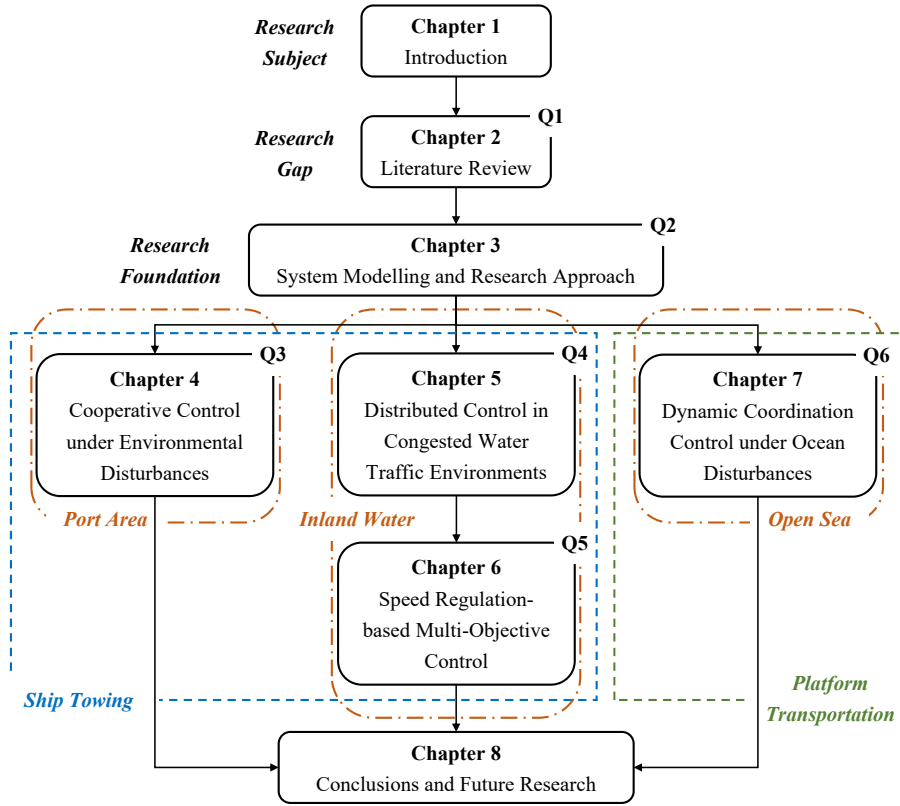 Research
Subject
Chapter 1
Introduction
Q1
Research
Gap
Chapter 2
Literature Review
Q2
Research
Foundation
Chapter 3
System Modelling and Research Approach
Q3
Chapter 4
Cooperative Control
under Environmental
Disturbances
Port Area
Q4
Chapter 5
Distributed Control in
Congested Water
Traffic Environments
Inland Water
Q6
Chapter 7
Dynamic Coordination
Control under Ocean
Disturbances
Open Sea
Q5
Chapter 6
Speed Regulation-
based Multi-Objective
Control
Ship Towing
Platform
Transportation
Chapter 8
Conclusions and Future Research